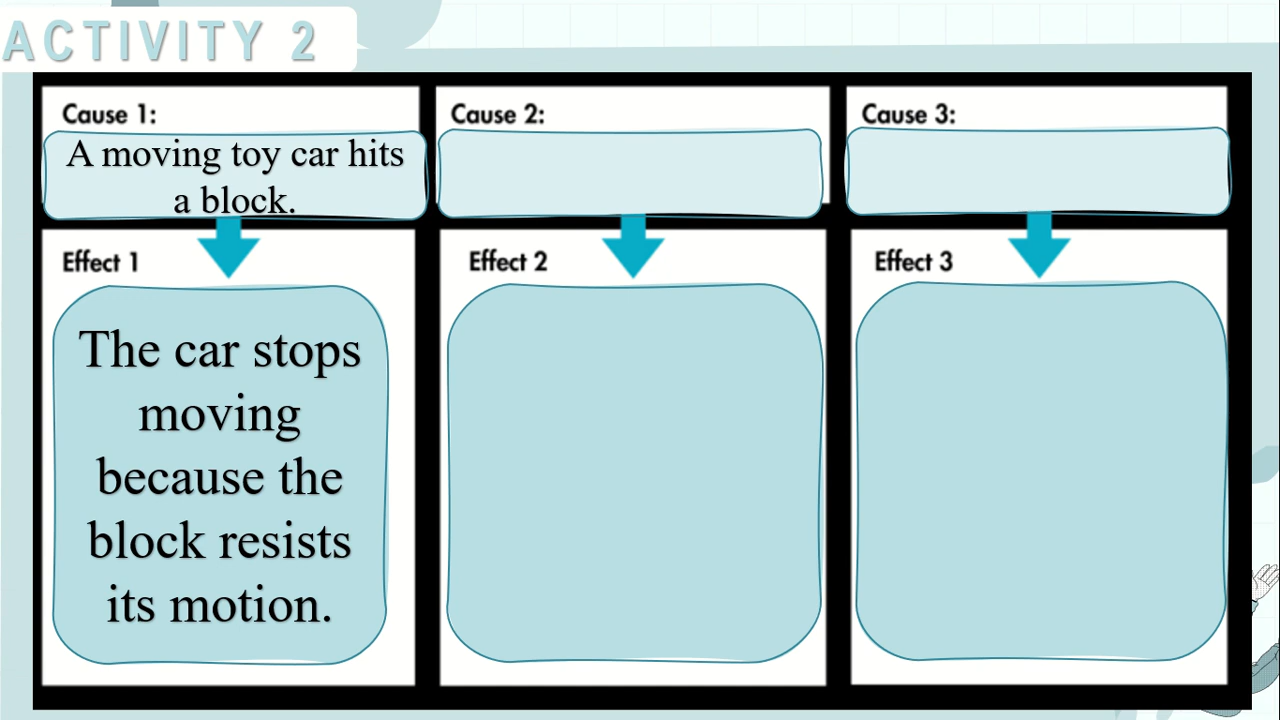 ACTIVITY 2
Cause 1:
A moving toy car hits
a block.
Effect 1
The car stops
moving
because the
block resists
its motion.
Cause 2:
Effect 2
Cause 3:
Effect 3